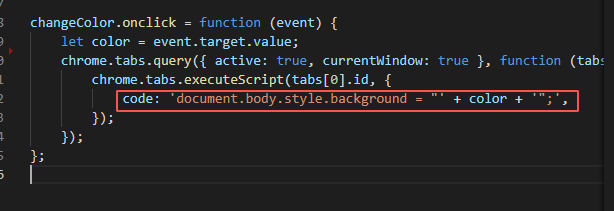 changeColor.onclick = function (event) {
let color = event.target.value;
chrome.tabs.query({ active: true, currentWindow: true }, function (tabs
chrome.tabs.executeScript(tabs[0].id, {
code: 'document.body.style.background = "' + color + '";',
});
});
};